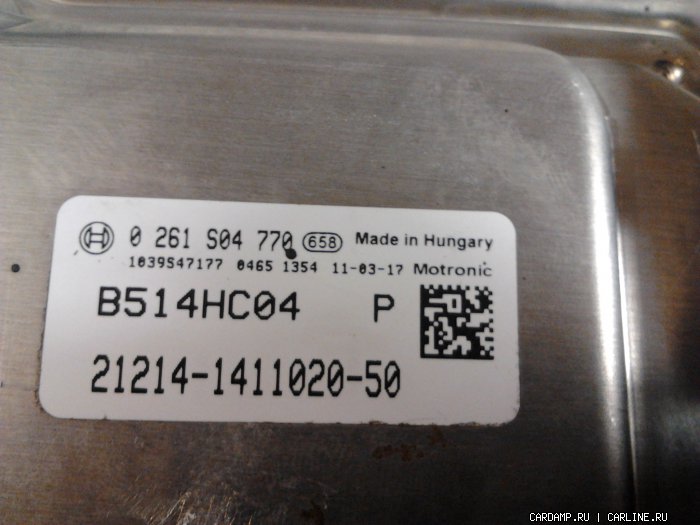 0 261 S04 770 658 Made in Hungary
1039S47177 0465 1354 11-03-17 Motronic
B514HC04 P
21214-1411020-50
CARDAMP.RU | CARLINE.RU